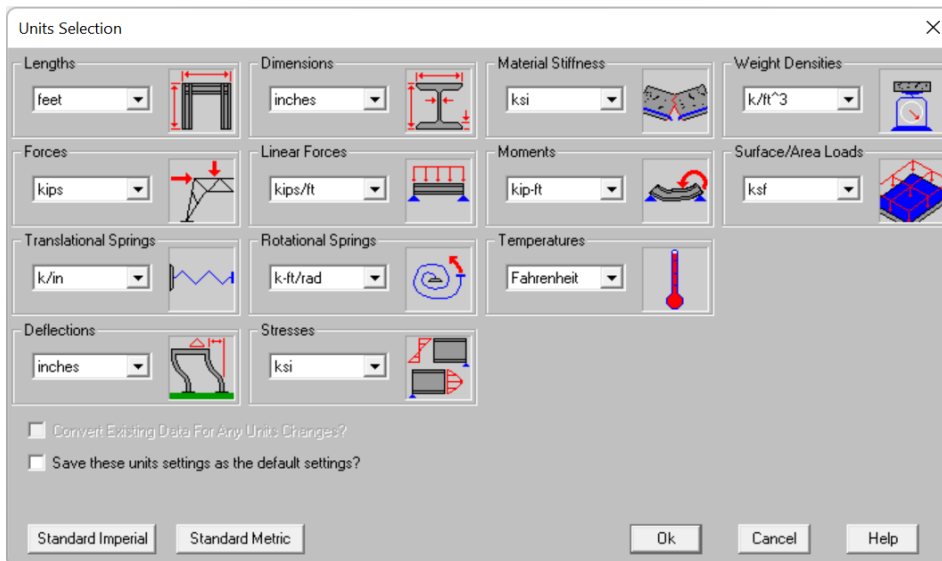 Units Selection
Lengths
feet
Dimensions
inches
Material Stiffness
ksi
Weight Densities
k/ft^3
Forces
kips
Linear Forces
kips/ft
Moments
kip-ft
Surface/Area Loads
ksf
Translational Springs
k/in
Rotational Springs
k-ft/rad
Temperatures
Fahrenheit
Deflections
inches
Stresses
ksi
Convert Existing Data For Any Units Changes?
Save these units settings as the default settings?
Standard Imperial
Standard Metric
Ok
Cancel
Help